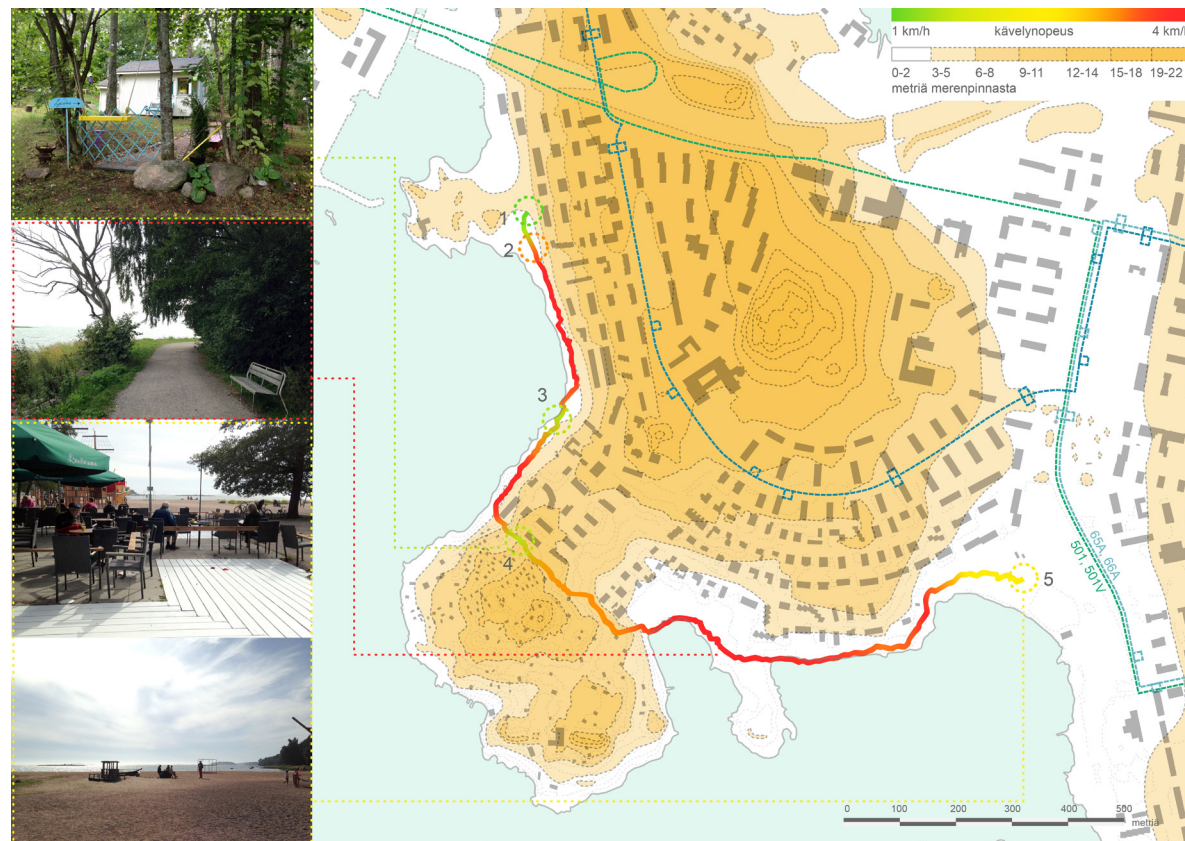 1 km/h kävelynopeus 4 km/h
0-2 3-5 6-8 9-11 12-14 15-18 19-22
metriä merenpinnasta
1
2
3
4
5
65A, 66A
501, 501V
0 100 200 300 400 500
metriä